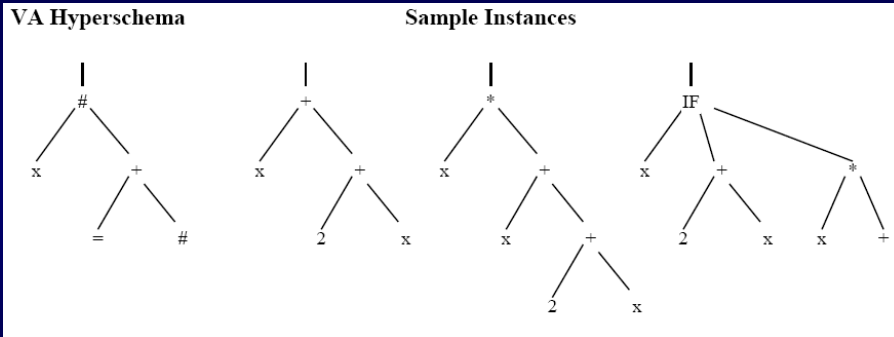 VA Hyperschema Sample Instances
# + * IF
x + x + x + x + *
= # 2 x x + 2 x x +
2 x